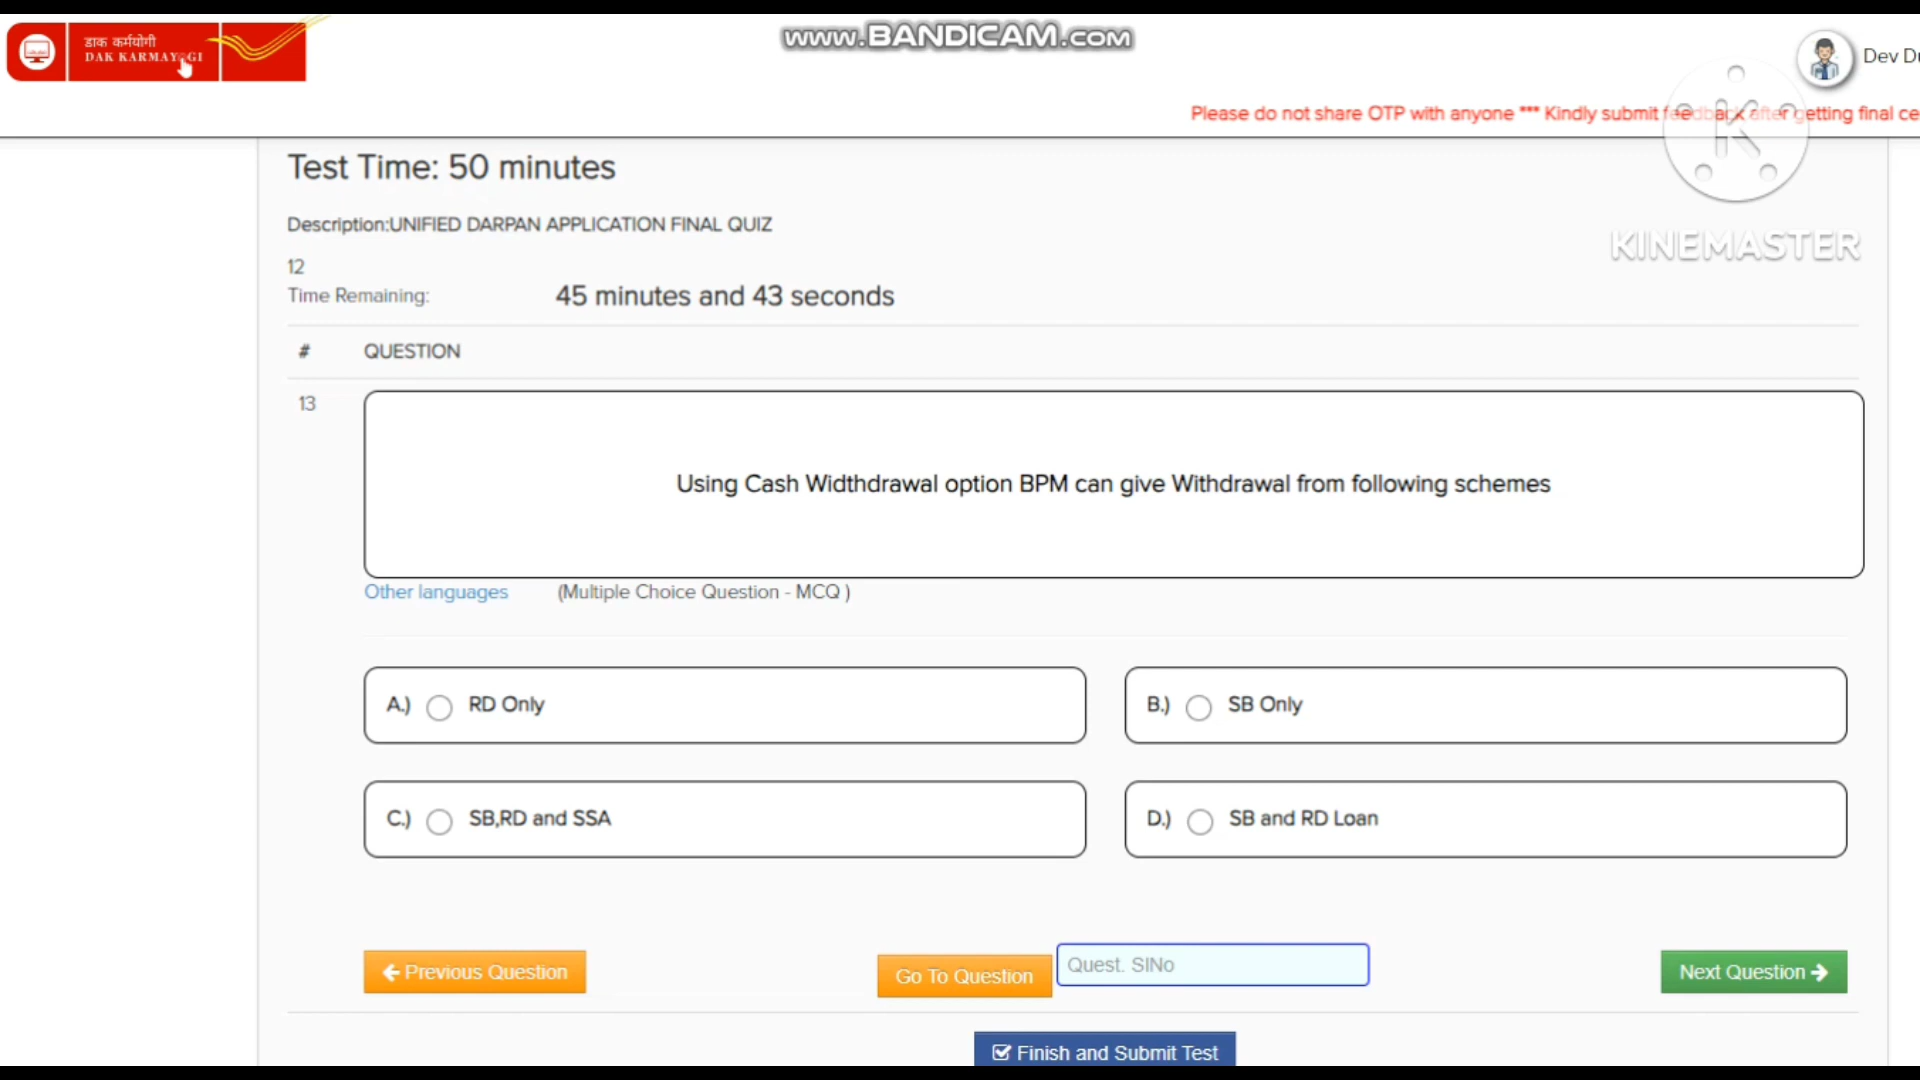 www.BANDICAM.com
डाक कर्मयोगी
DAK KARMAYOGI
Dev Du
Please do not share OTP with anyone *** Kindly submit feedback after getting final ce
KINEMASTER
Test Time: 50 minutes
Description:UNIFIED DARPAN APPLICATION FINAL QUIZ
12
Time Remaining: 45 minutes and 43 seconds
# QUESTION
13
Using Cash Widthdrawal option BPM can give Withdrawal from following schemes
Other languages (Multiple Choice Question - MCQ )
A.) RD Only
B.) SB Only
C.) SB,RD and SSA
D.) SB and RD Loan
Previous Question
Go To Question
Quest. SlNo
Next Question
Finish and Submit Test